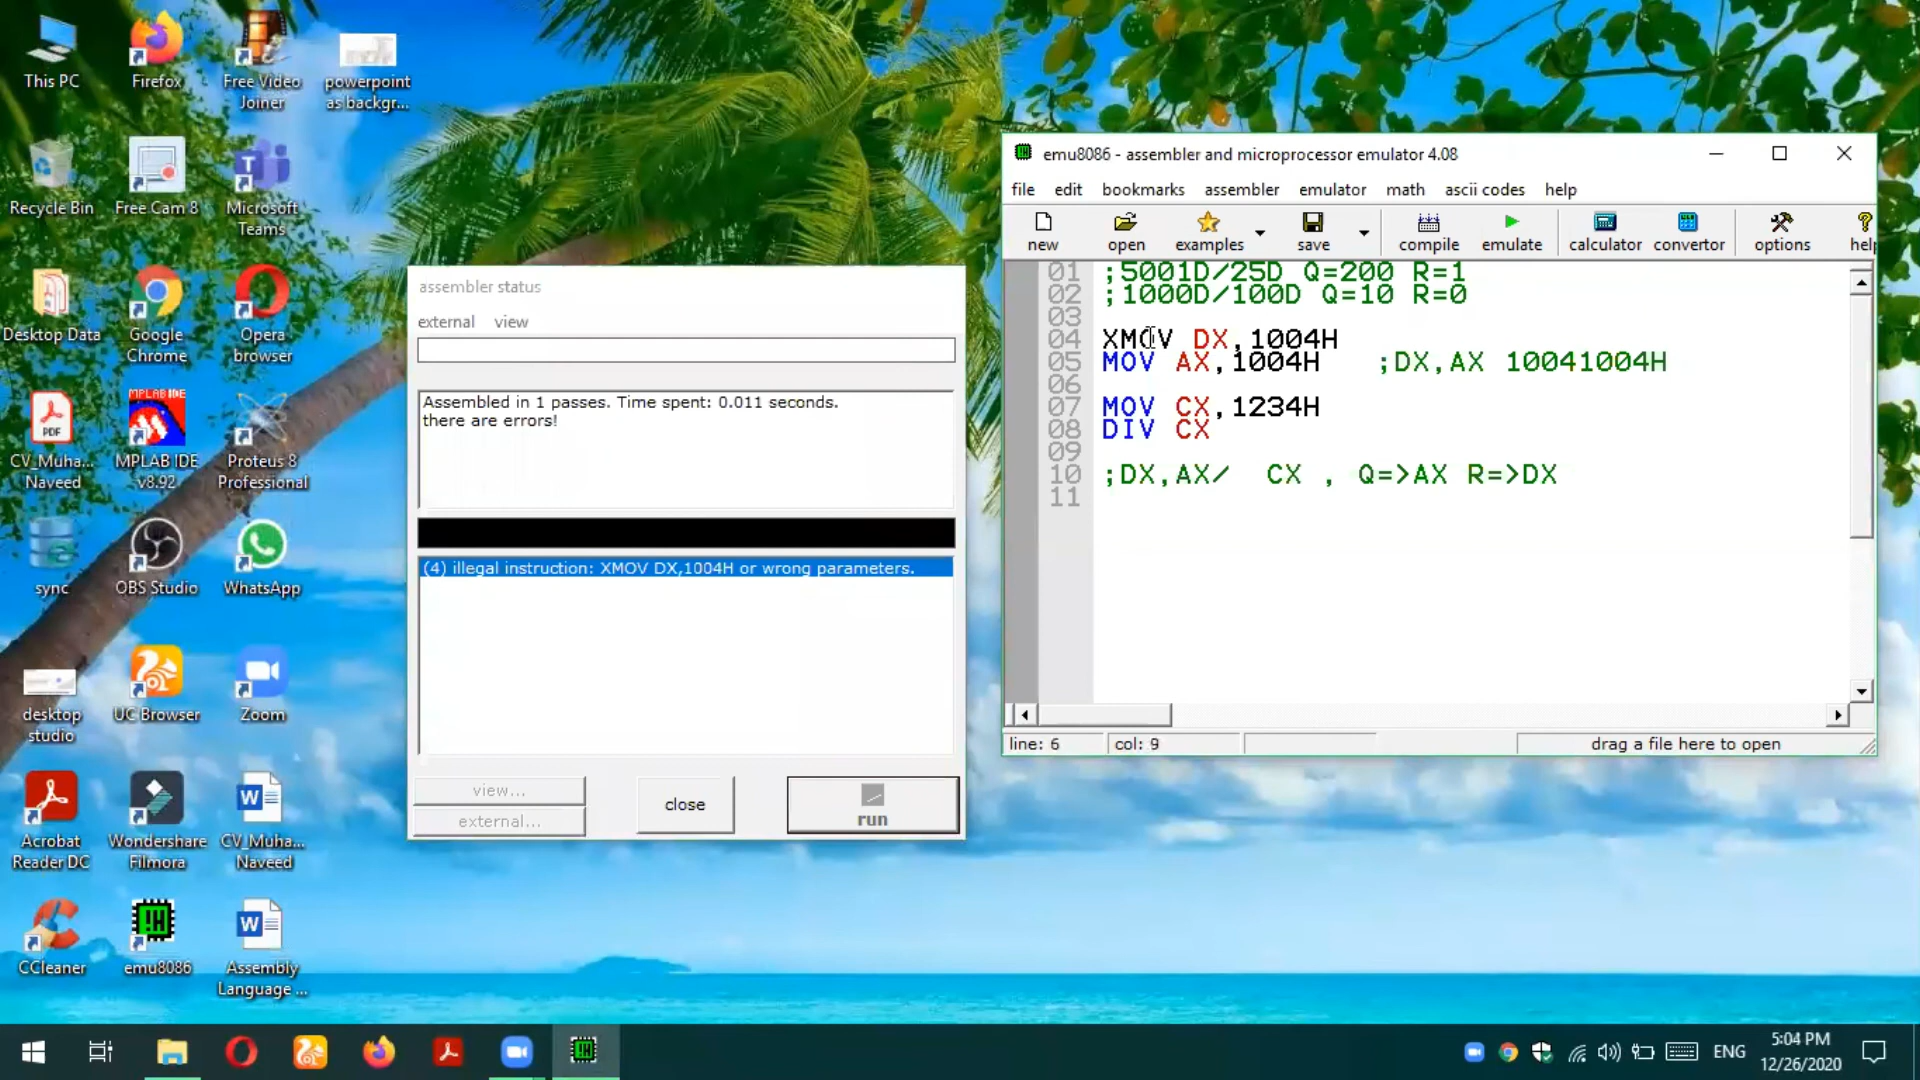 This PC
Firefox
Free Video
Joiner
powerpoint
as backgr...
Recycle Bin
Free Cam 8
Microsoft
Teams
Desktop Data
Google
Chrome
Opera
browser
PDF
CV_Muha...
Naveed
MPLAB IDE
MPLAB IDE
v8.92
Proteus 8
Professional
sync
OBS Studio
WhatsApp
desktop
studio
UC Browser
Zoom
Acrobat
Reader DC
Wondershare
Filmora
CV_Muha...
Naveed
CCleaner
emu8086
Assembly
Language ...
assembler status
external view
Assembled in 1 passes. Time spent: 0.011 seconds.
there are errors!
(4) illegal instruction: XMOV DX,1004H or wrong parameters.
view...
external...
close
run
emu8086 - assembler and microprocessor emulator 4.08
file edit bookmarks assembler emulator math ascii codes help
new open examples save compile emulate calculator convertor options help
01 ;5001D/25D Q=200 R=1
02 ;1000D/100D Q=10 R=0
03
04 XMOV DX,1004H
05 MOV AX,1004H ;DX,AX 10041004H
06
07 MOV CX,1234H
08 DIV CX
09
10 ;DX,AX/ CX , Q=>AX R=>DX
11
line: 6 col: 9 drag a file here to open
ENG
5:04 PM
12/26/2020